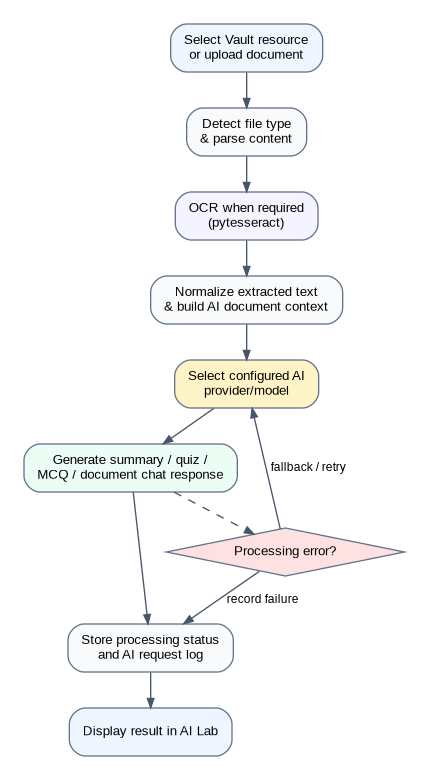 Select Vault resource
or upload document
Detect file type
& parse content
OCR when required
(pytesseract)
Normalize extracted text
& build AI document context
Select configured AI
provider/model
Generate summary / quiz /
MCQ / document chat response
fallback / retry
Processing error?
record failure
Store processing status
and AI request log
Display result in AI Lab